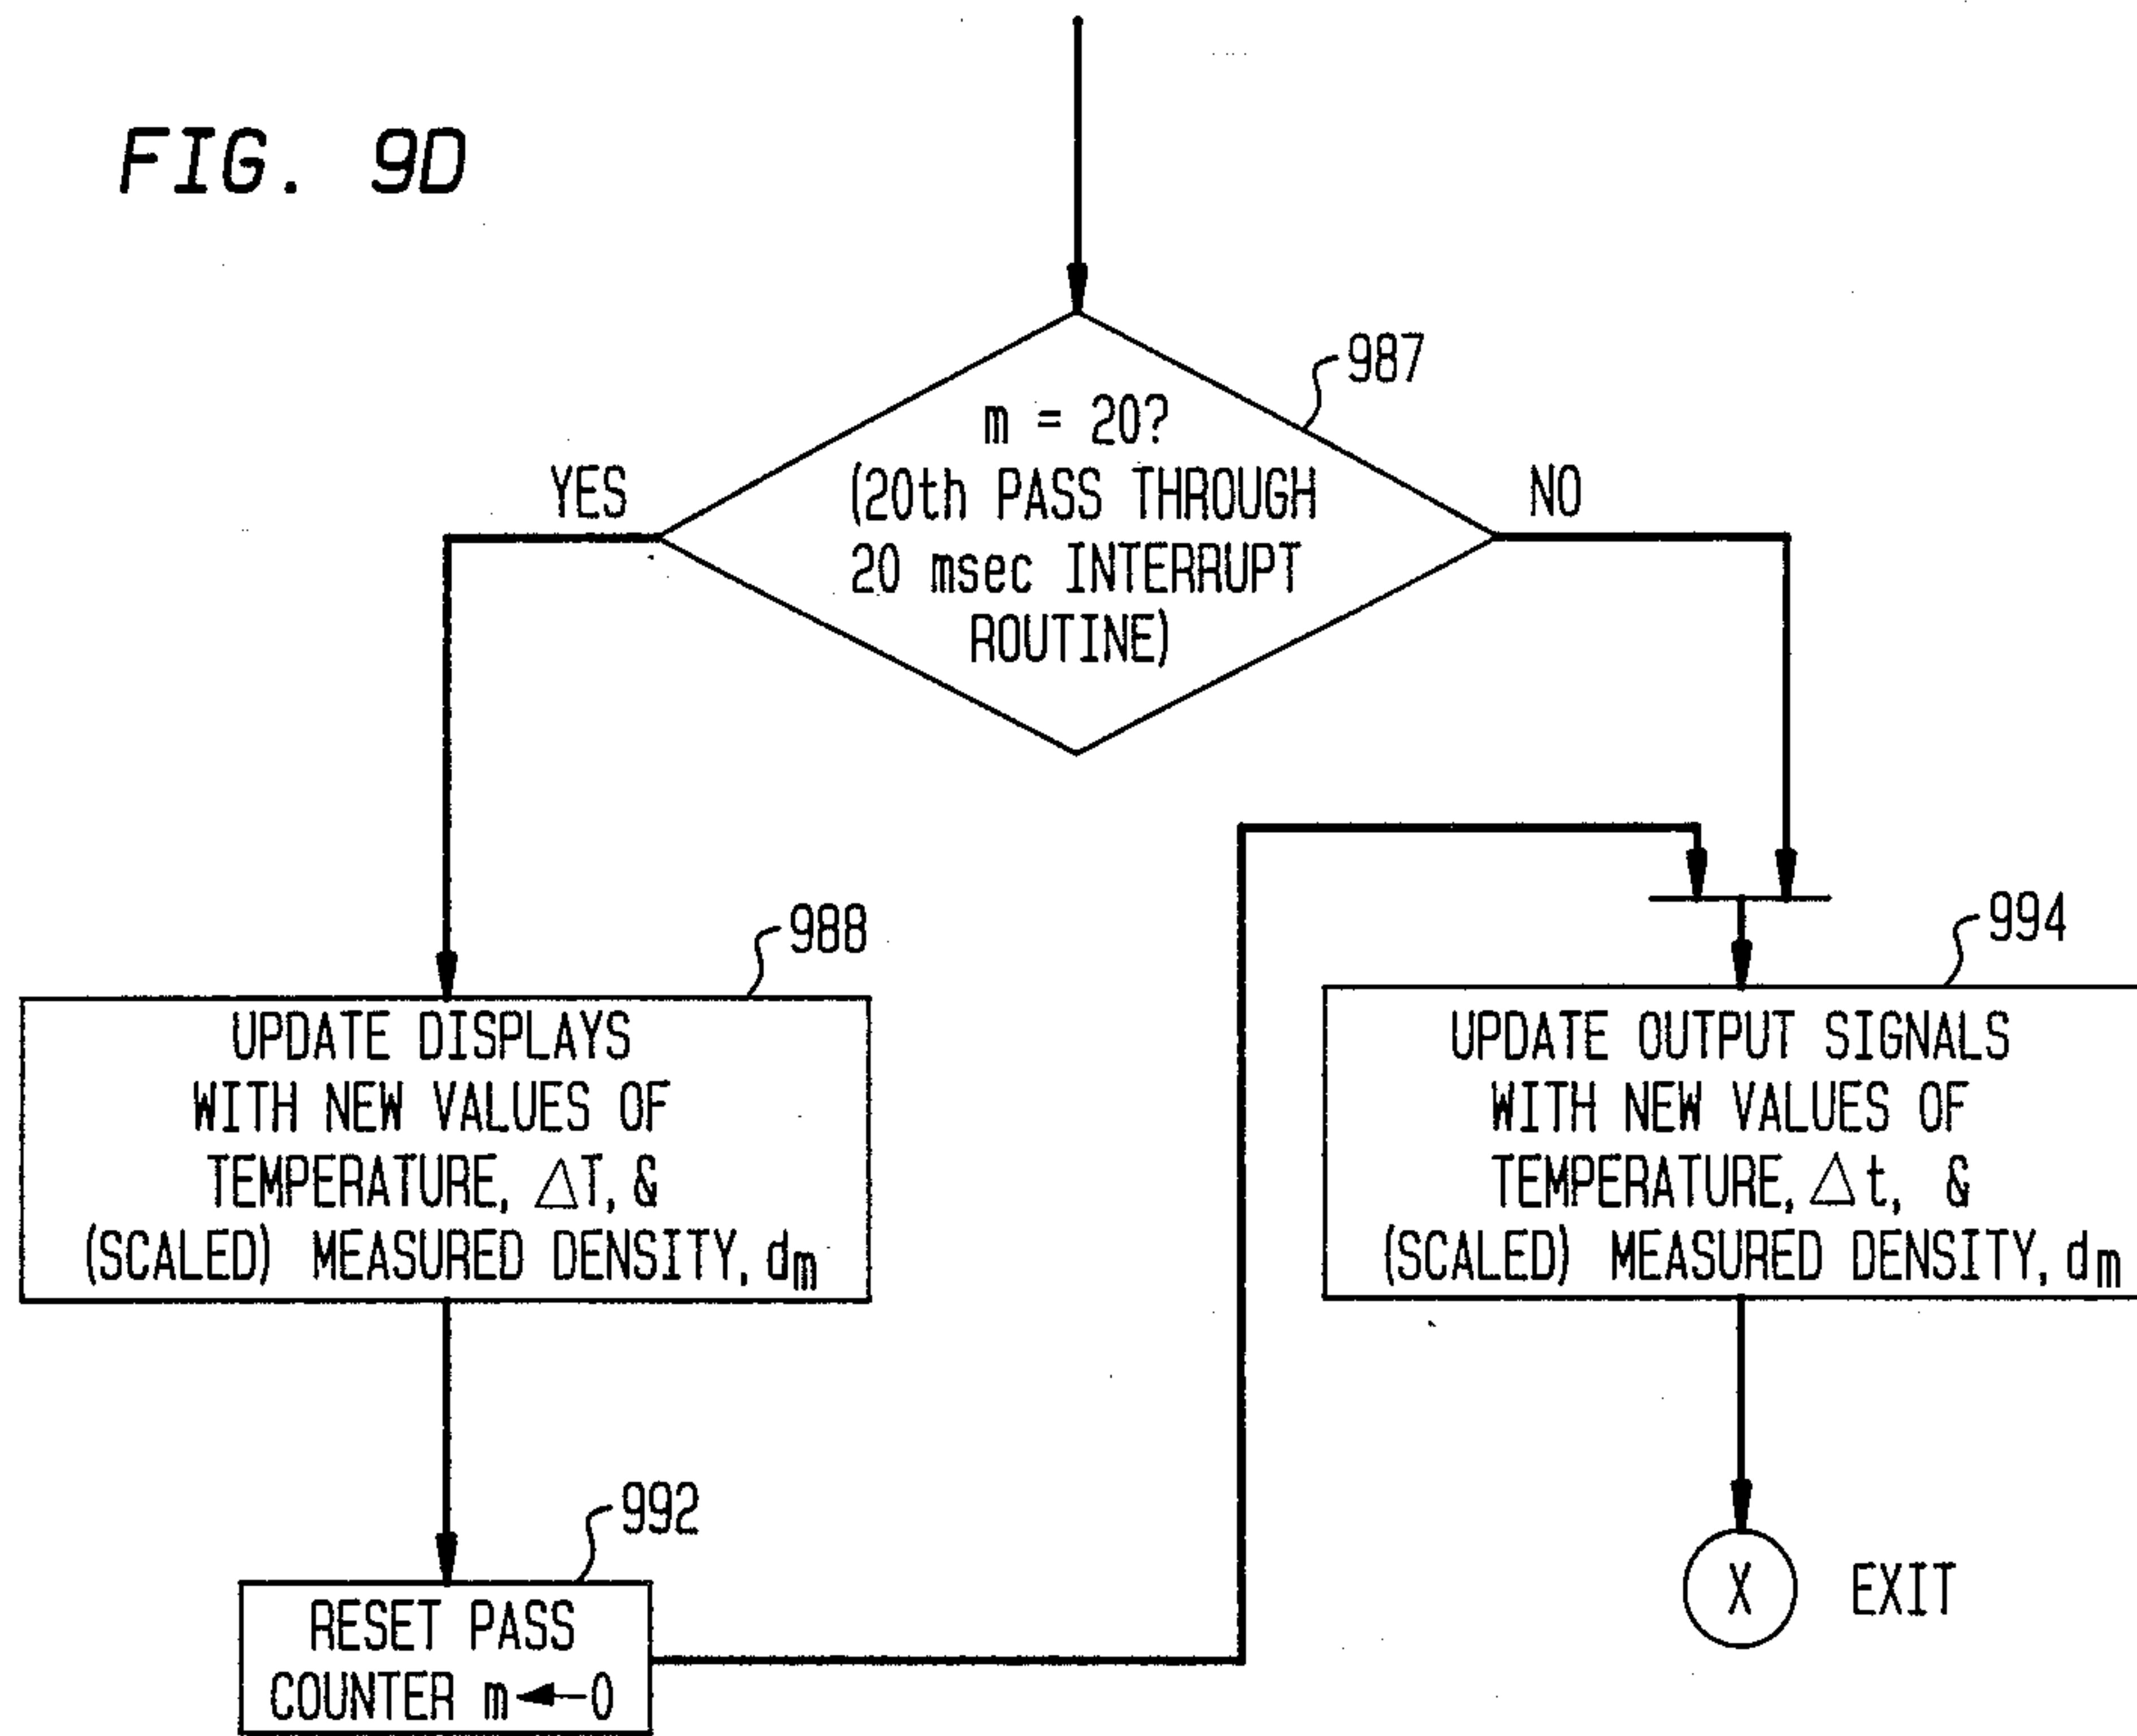 FIG. 9D
987
m = 20?
(20th PASS THROUGH
20 msec INTERRUPT
ROUTINE)
YES
NO
988
UPDATE DISPLAYS
WITH NEW VALUES OF
TEMPERATURE, ΔT, &
(SCALED) MEASURED DENSITY, dm
994
UPDATE OUTPUT SIGNALS
WITH NEW VALUES OF
TEMPERATURE, Δt, &
(SCALED) MEASURED DENSITY, dm
992
RESET PASS
COUNTER m←0
X EXIT